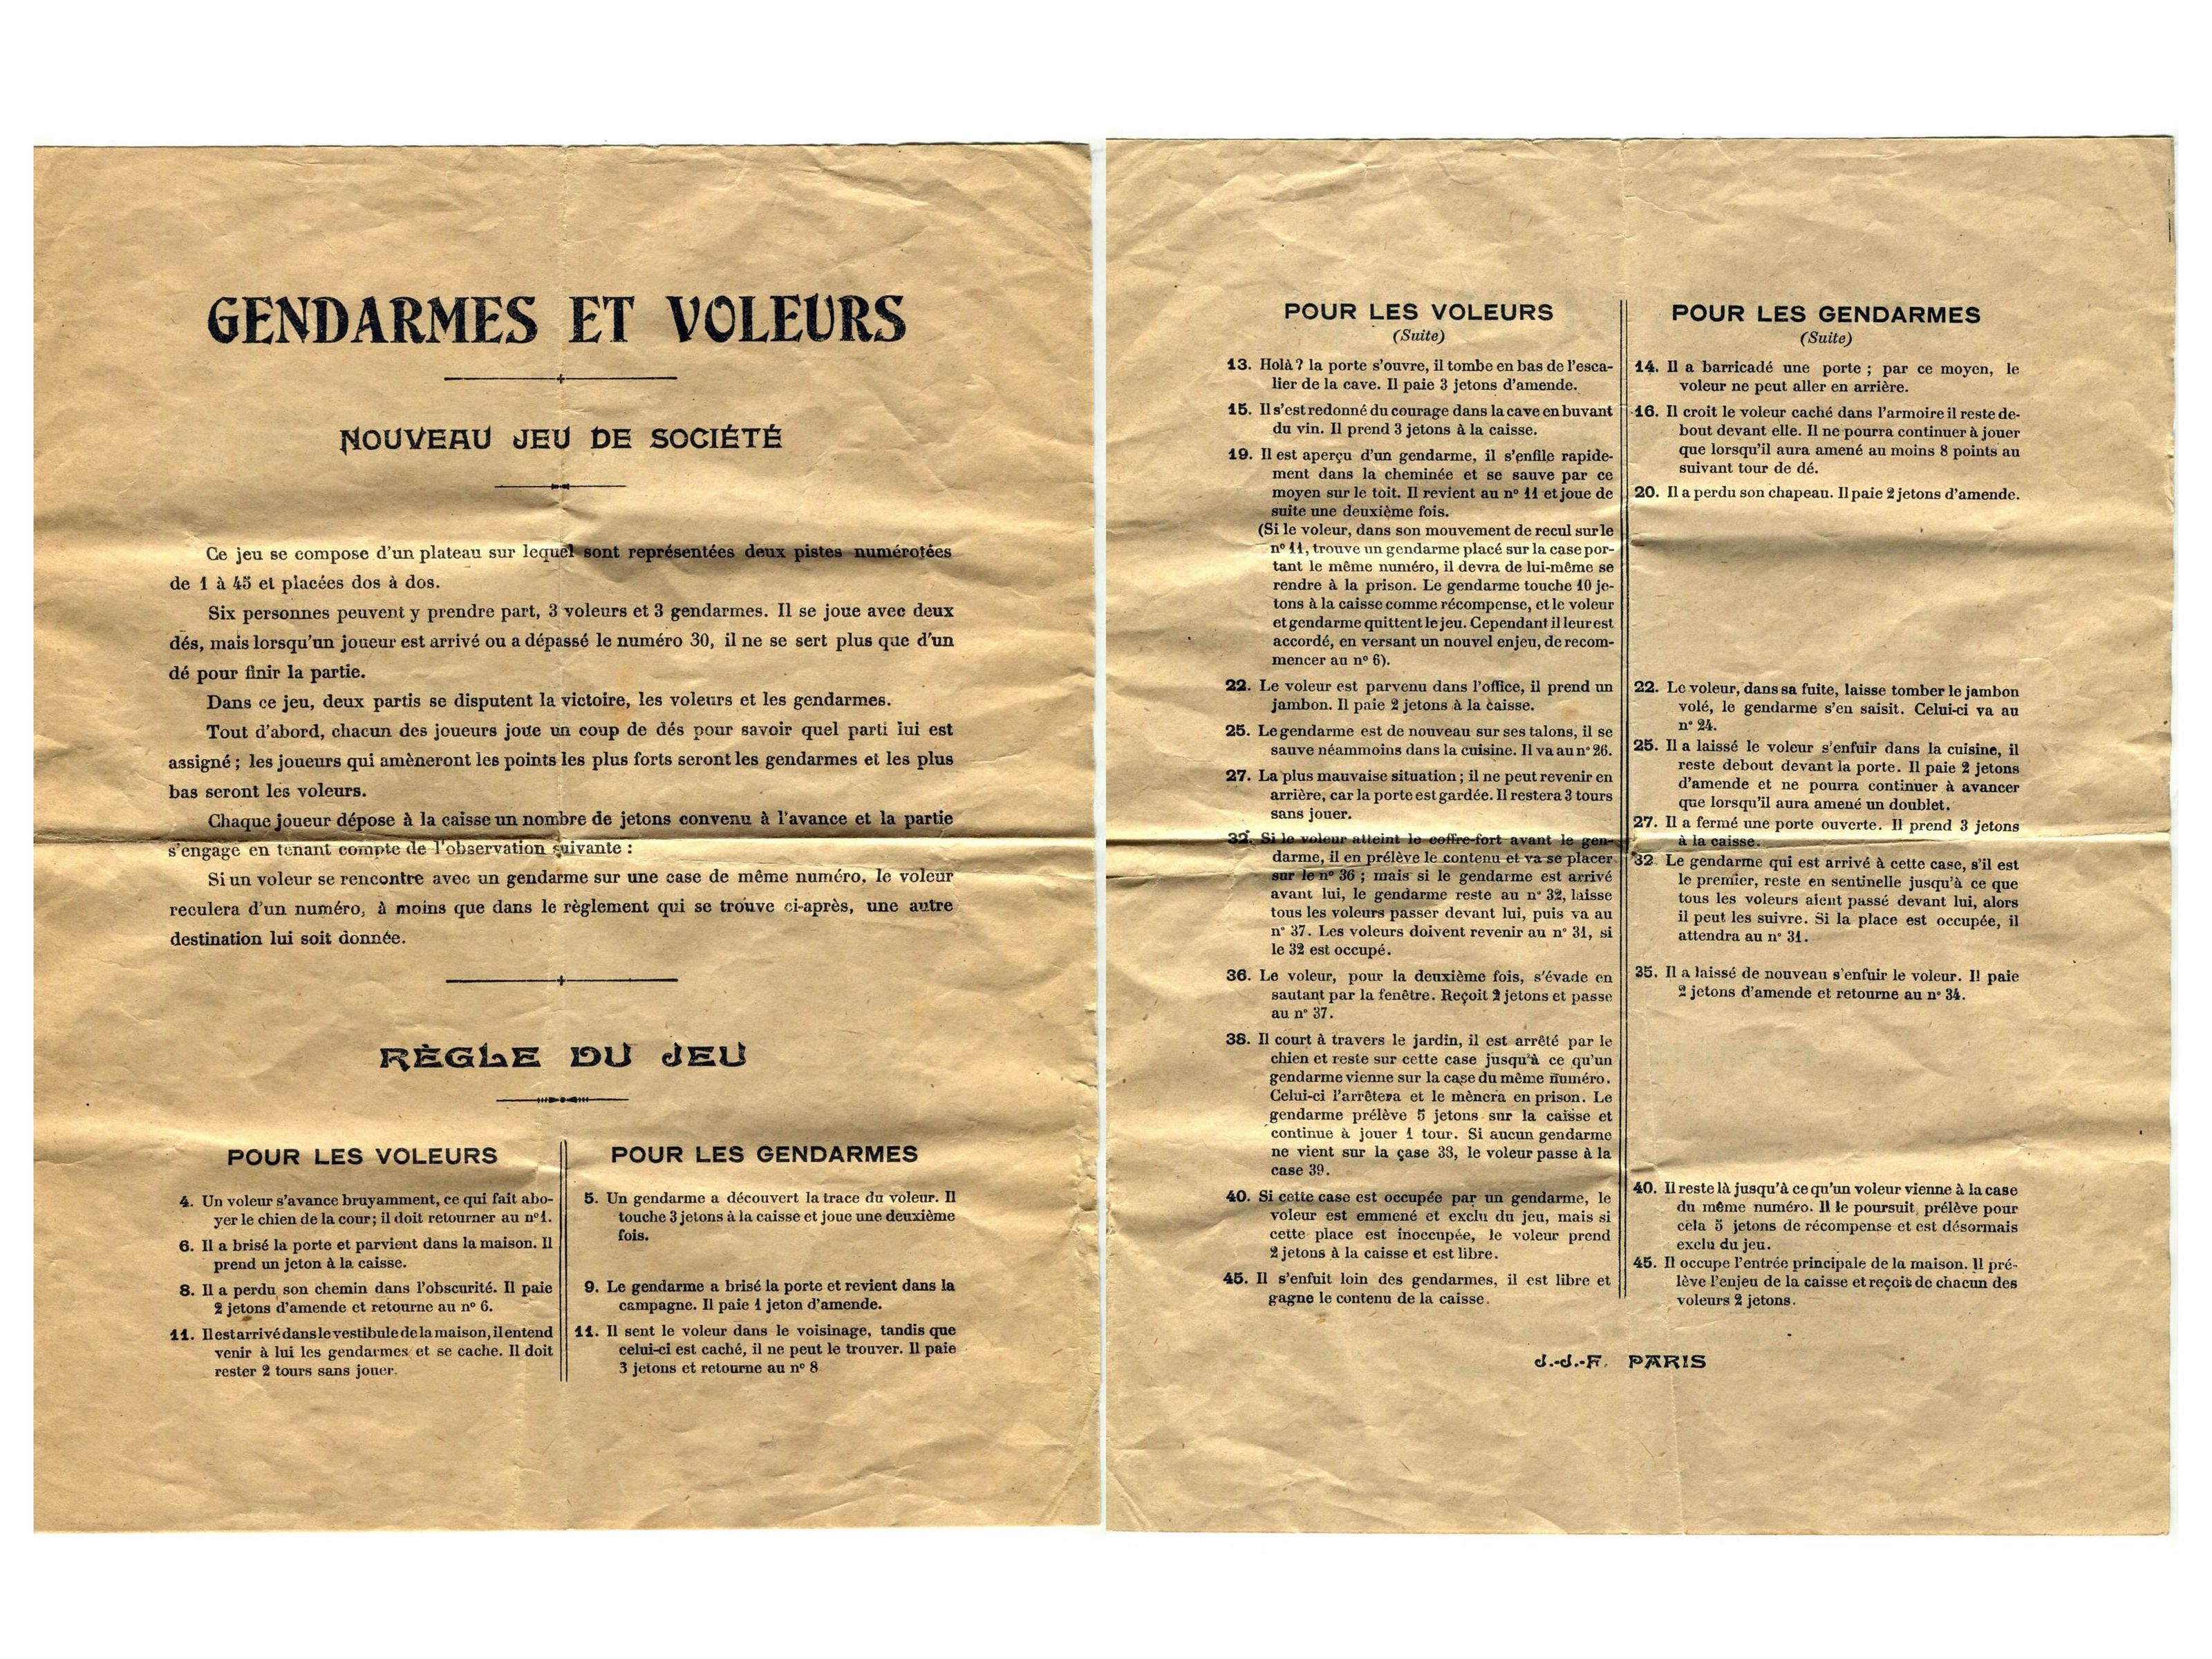 GENDARMES ET VOLEURS
NOUVEAU JEU DE SOCIÉTÉ
Ce jeu se compose d'un plateau sur lequel sont représentées deux pistes numérotées
de 1 à 45 et placées dos à dos.
Six personnes peuvent y prendre part, 3 voleurs et 3 gendarmes. Il se joue avec deux
dés, mais lorsqu'un joueur est arrivé ou a dépassé le numéro 30, il ne se sert plus que d'un
dé pour finir la partie.
Dans ce jeu, deux partis se disputent la victoire, les voleurs et les gendarmes.
Tout d'abord, chacun des joueurs joue un coup de dés pour savoir quel parti lui est
assigné ; les joueurs qui amèneront les points les plus forts seront les gendarmes et les plus
bas seront les voleurs.
Chaque joueur dépose à la caisse un nombre de jetons convenu à l'avance et la partie
s'engage en tenant compte de l'observation suivante :
Si un voleur se rencontre avec un gendarme sur une case de même numéro, le voleur
reculera d'un numéro, à moins que dans le règlement qui se trouve ci-après, une autre
destination lui soit donnée.
RÈGLE DU JEU
POUR LES VOLEURS
4. Un voleur s'avance bruyamment, ce qui fait abo-
yer le chien de la cour; il doit retourner au n° 1.
6. Il a brisé la porte et parvient dans la maison. Il
prend un jeton à la caisse.
8. Il a perdu son chemin dans l'obscurité. Il paie
2 jetons d'amende et retourne au n° 6.
11. Il est arrivé dans le vestibule de la maison, il entend
venir à lui les gendarmes et se cache. Il doit
rester 2 tours sans jouer.
POUR LES GENDARMES
5. Un gendarme a découvert la trace du voleur. Il
touche 3 jetons à la caisse et joue une deuxième
fois.
9. Le gendarme a brisé la porte et revient dans la
campagne. Il paie 1 jeton d'amende.
11. Il sent le voleur dans le voisinage, tandis que
celui-ci est caché, il ne peut le trouver. Il paie
3 jetons et retourne au n° 8
POUR LES VOLEURS
(Suite)
13. Holà? la porte s'ouvre, il tombe en bas de l'esca-
lier de la cave. Il paie 3 jetons d'amende.
15. Il s'est redonné du courage dans la cave en buvant
du vin. Il prend 3 jetons à la caisse.
19. Il est aperçu d'un gendarme, il s'enfile rapide-
ment dans la cheminée et se sauve par ce
moyen sur le toit. Il revient au n° 11 et joue de
suite une deuxième fois.
(Si le voleur, dans son mouvement de recul sur le
n° 11, trouve un gendarme placé sur la case por-
tant le même numéro, il devra de lui-même se
rendre à la prison. Le gendarme touche 10 je-
tons à la caisse comme récompense, et le voleur
et gendarme quittent le jeu. Cependant il leur est
accordé, en versant un nouvel enjeu, de recom-
mencer au n° 6).
22. Le voleur est parvenu dans l'office, il prend un
jambon. Il paie 2 jetons à la caisse.
25. Le gendarme est de nouveau sur ses talons, il se
sauve néammoins dans la cuisine. Il va au n° 26.
27. La plus mauvaise situation ; il ne peut revenir en
arrière, car la porte est gardée. Il restera 3 tours
sans jouer.
32. Si le voleur atteint le coffre-fort avant le gen-
darme, il en prélève le contenu et va se placer
sur le n° 36 ; mais si le gendarme est arrivé
avant lui, le gendarme reste au n° 32, laisse
tous les voleurs passer devant lui, puis va au
n° 37. Les voleurs doivent revenir au n° 31, si
le 32 est occupé.
36. Le voleur, pour la deuxième fois, s'évade en
sautant par la fenêtre. Reçoit 2 jetons et passe
au n° 37.
38. Il court à travers le jardin, il est arrêté par le
chien et reste sur cette case jusqu'à ce qu'un
gendarme vienne sur la case du même numéro.
Celui-ci l'arrêtera et le mènera en prison. Le
gendarme prélève 5 jetons sur la caisse et
continue à jouer 1 tour. Si aucun gendarme
ne vient sur la case 38, le voleur passe à la
case 39.
40. Si cette case est occupée par un gendarme, le
voleur est emmené et exclu du jeu, mais si
cette place est inoccupée, le voleur prend
2 jetons à la caisse et est libre.
45. Il s'enfuit loin des gendarmes, il est libre et
gagne le contenu de la caisse.
POUR LES GENDARMES
(Suite)
14. Il a barricadé une porte ; par ce moyen, le
voleur ne peut aller en arrière.
16. Il croit le voleur caché dans l'armoire il reste de-
bout devant elle. Il ne pourra continuer à jouer
que lorsqu'il aura amené au moins 8 points au
suivant tour de dé.
20. Il a perdu son chapeau. Il paie 2 jetons d'amende.
22. Le voleur, dans sa fuite, laisse tomber le jambon
volé, le gendarme s'en saisit. Celui-ci va au
n° 24.
25. Il a laissé le voleur s'enfuir dans la cuisine, il
reste debout devant la porte. Il paie 2 jetons
d'amende et ne pourra continuer à avancer
que lorsqu'il aura amené un doublet.
27. Il a fermé une porte ouverte. Il prend 3 jetons
à la caisse.
32 Le gendarme qui est arrivé à cette case, s'il est
le premier, reste en sentinelle jusqu'à ce que
tous les voleurs aient passé devant lui, alors
il peut les suivre. Si la place est occupée, il
attendra au n° 31.
35. Il a laissé de nouveau s'enfuir le voleur. Il paie
2 jetons d'amende et retourne au n° 34.
40. Il reste là jusqu'à ce qu'un voleur vienne à la case
du même numéro. Il le poursuit, prélève pour
cela 5 jetons de récompense et est désormais
exclu du jeu.
45. Il occupe l'entrée principale de la maison. Il pré-
lève l'enjeu de la caisse et reçoit de chacun des
voleurs 2 jetons.
J.-J.-F. PARIS